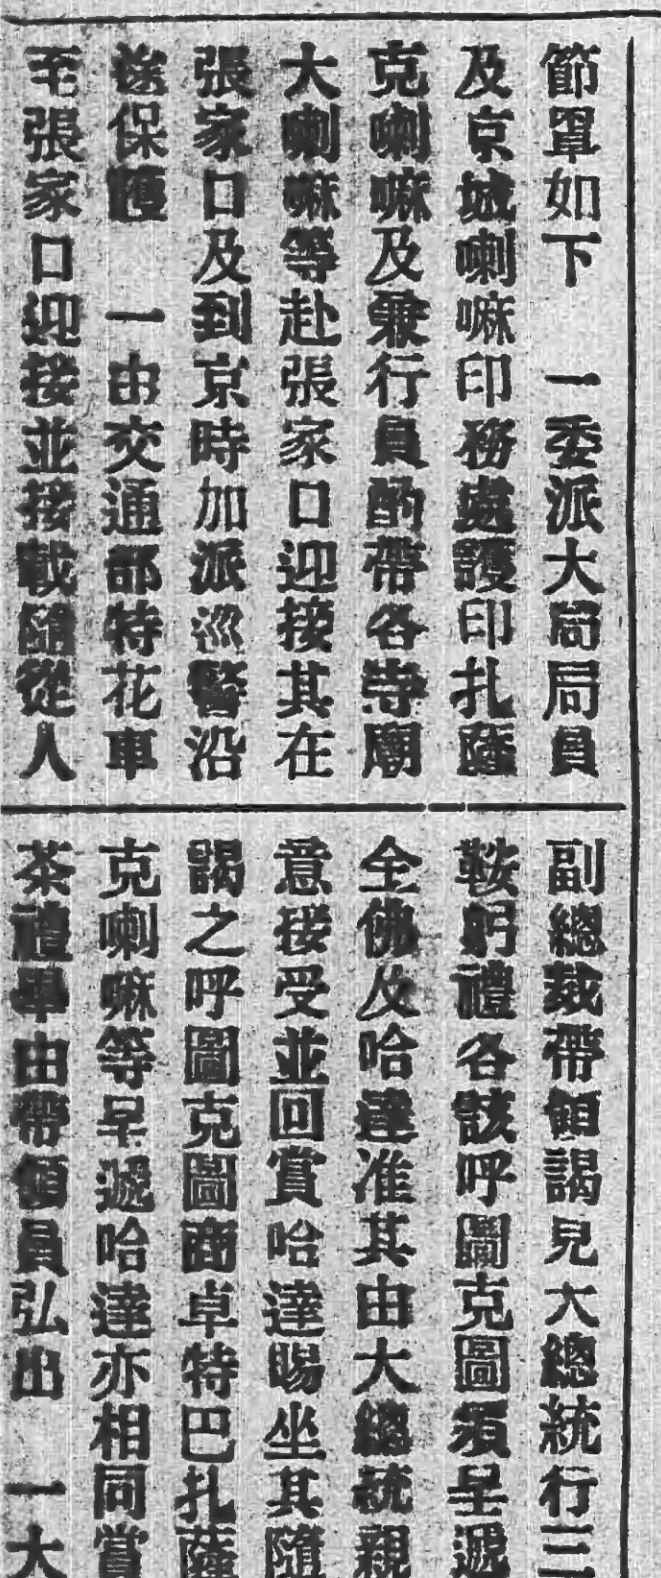 節單如下　一委派大局局員
及京城喇嘛印務處護印扎薩
克喇嘛及兼行員酌帶各寺廟
大喇嘛等赴張家口迎接其在
張家口及到京時加派巡警沿
途保護　一由交通部特花車
至張家口迎接並接載隨從人
副總裁帶領謁見大總統行三
鞍躬禮各該呼圖克圖須呈遞
全佛及哈達准其由大總統親
意接受並回賞哈達賜坐其隨
謁之呼圖克圖商卓特巴扎薩
克喇嘛等呈遞哈達亦相同賞
茶禮畢由帶領員弘出　一大